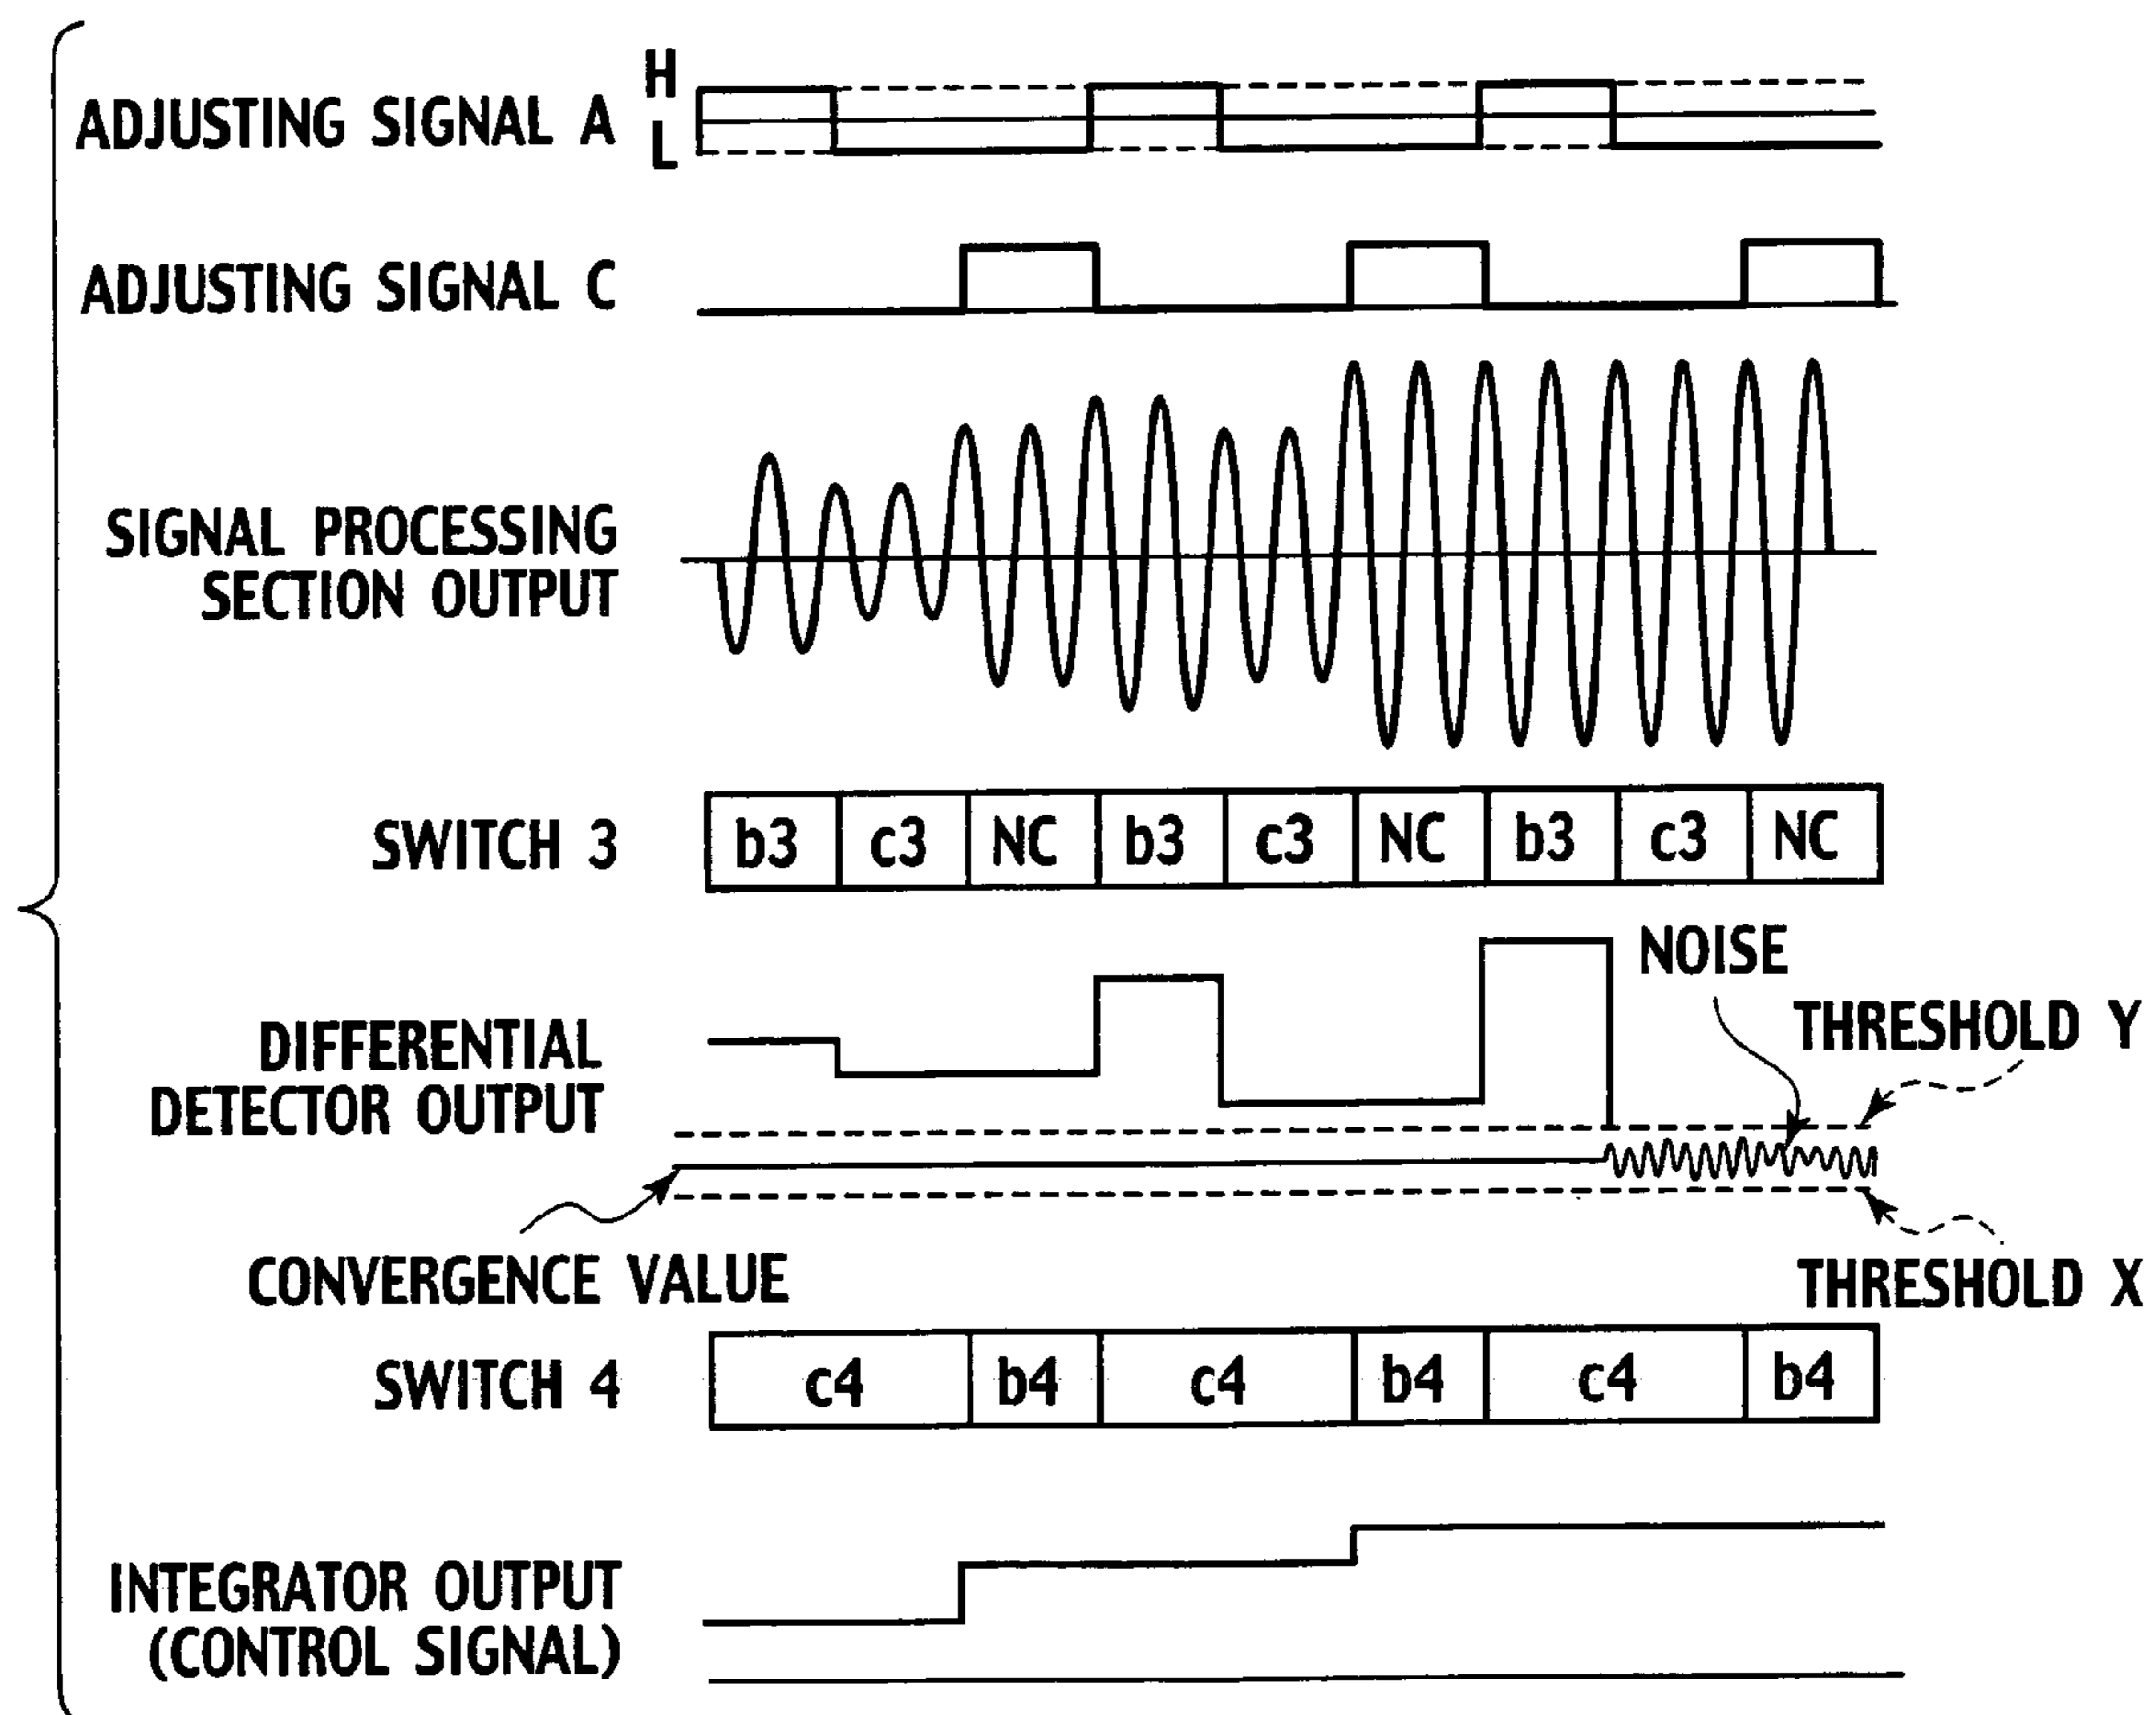 H
ADJUSTING SIGNAL A
L
ADJUSTING SIGNAL C
SIGNAL PROCESSING
SECTION OUTPUT
SWITCH 3
b3 c3 NC b3 c3 NC b3 c3 NC
NOISE
THRESHOLD Y
DIFFERENTIAL
DETECTOR OUTPUT
CONVERGENCE VALUE
THRESHOLD X
SWITCH 4
c4 b4 c4 b4 c4 b4
INTEGRATOR OUTPUT
(CONTROL SIGNAL)